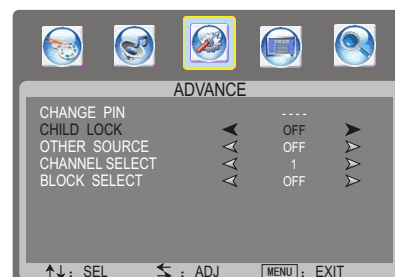 ADVANCE
CHANGE PIN - - - -
CHILD LOCK OFF
OTHER SOURCE OFF
CHANNEL SELECT 1
BLOCK SELECT OFF
↑↓: SEL ⇆: ADJ MENU: EXIT